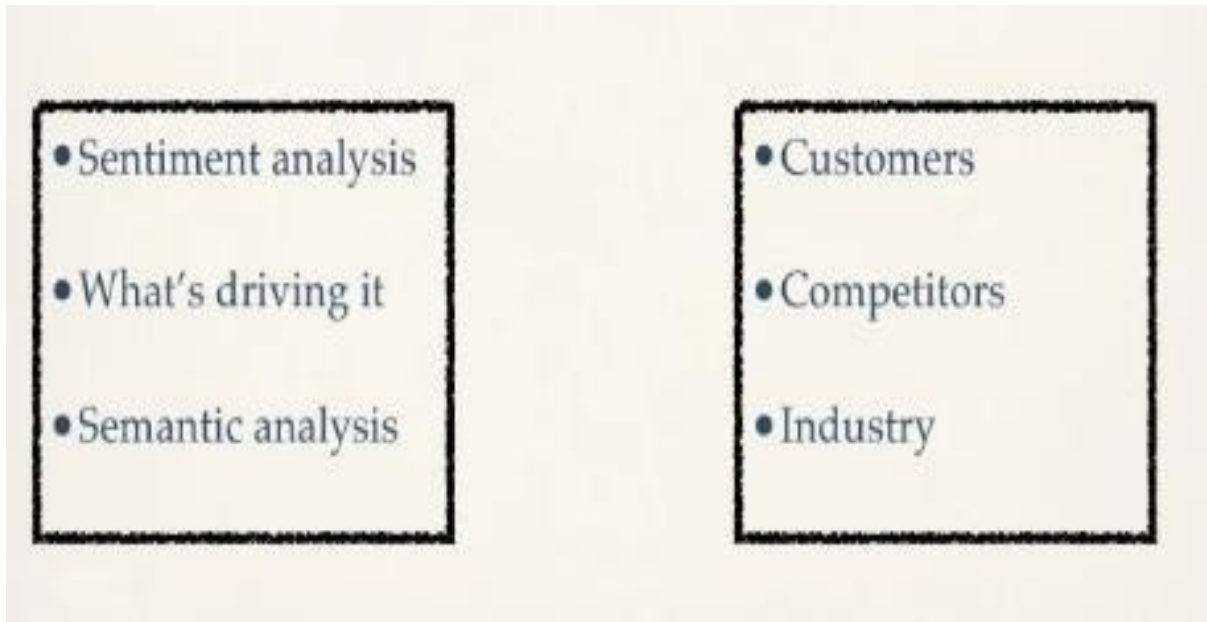 •Sentiment analysis
•What's driving it
•Semantic analysis
•Customers
•Competitors
•Industry